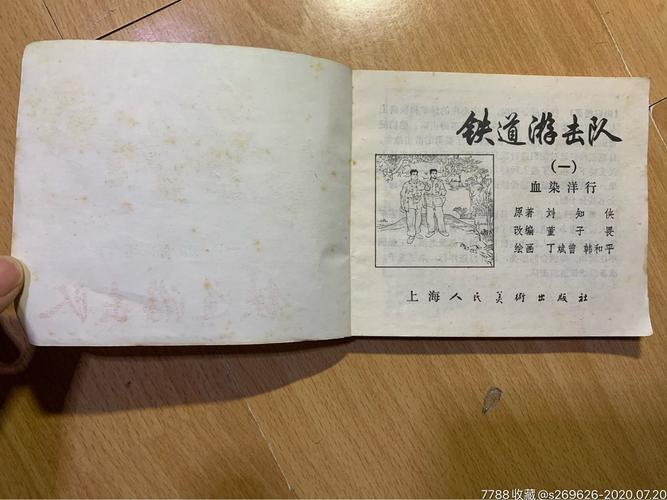 铁道游击队
(一)
血染洋行
原著 刘知侠
改编 董子畏
绘画 丁斌曾 韩和平
上海人民美術出版社
7788收藏@s269626-2020.07.20